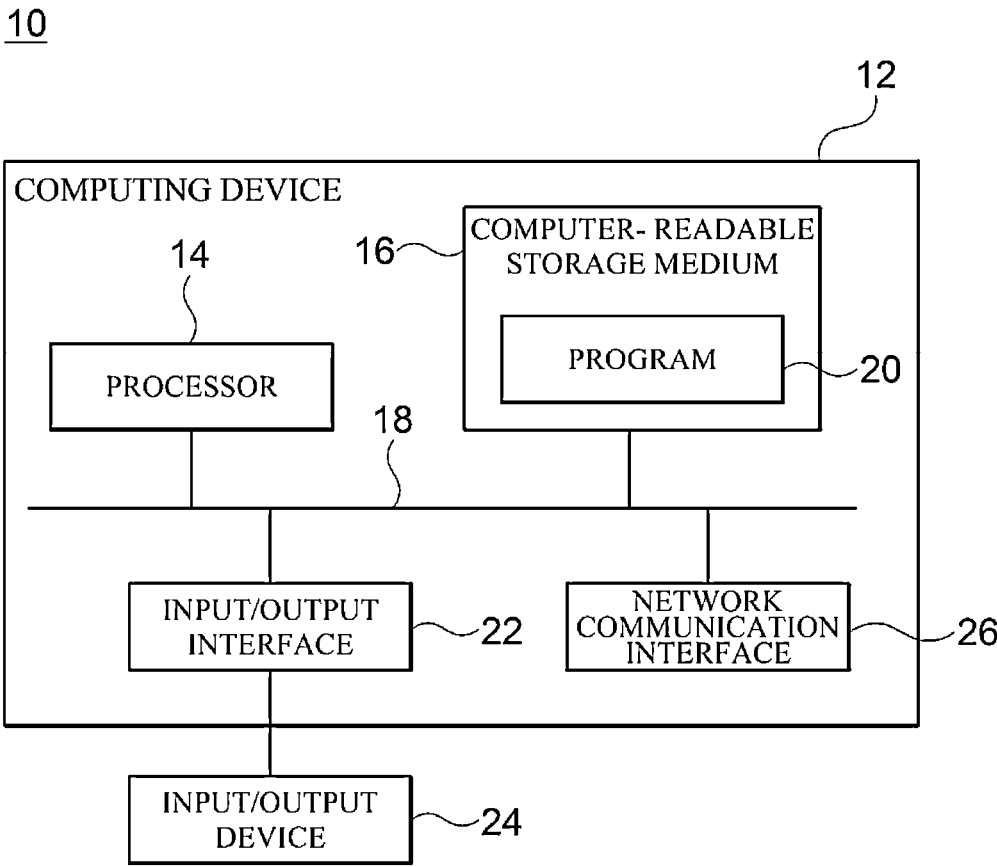 10
12
COMPUTING DEVICE
14
16
COMPUTER- READABLE
STORAGE MEDIUM
PROCESSOR
PROGRAM
20
18
INPUT/OUTPUT
INTERFACE
22
NETWORK
COMMUNICATION
INTERFACE
26
INPUT/OUTPUT
DEVICE
24